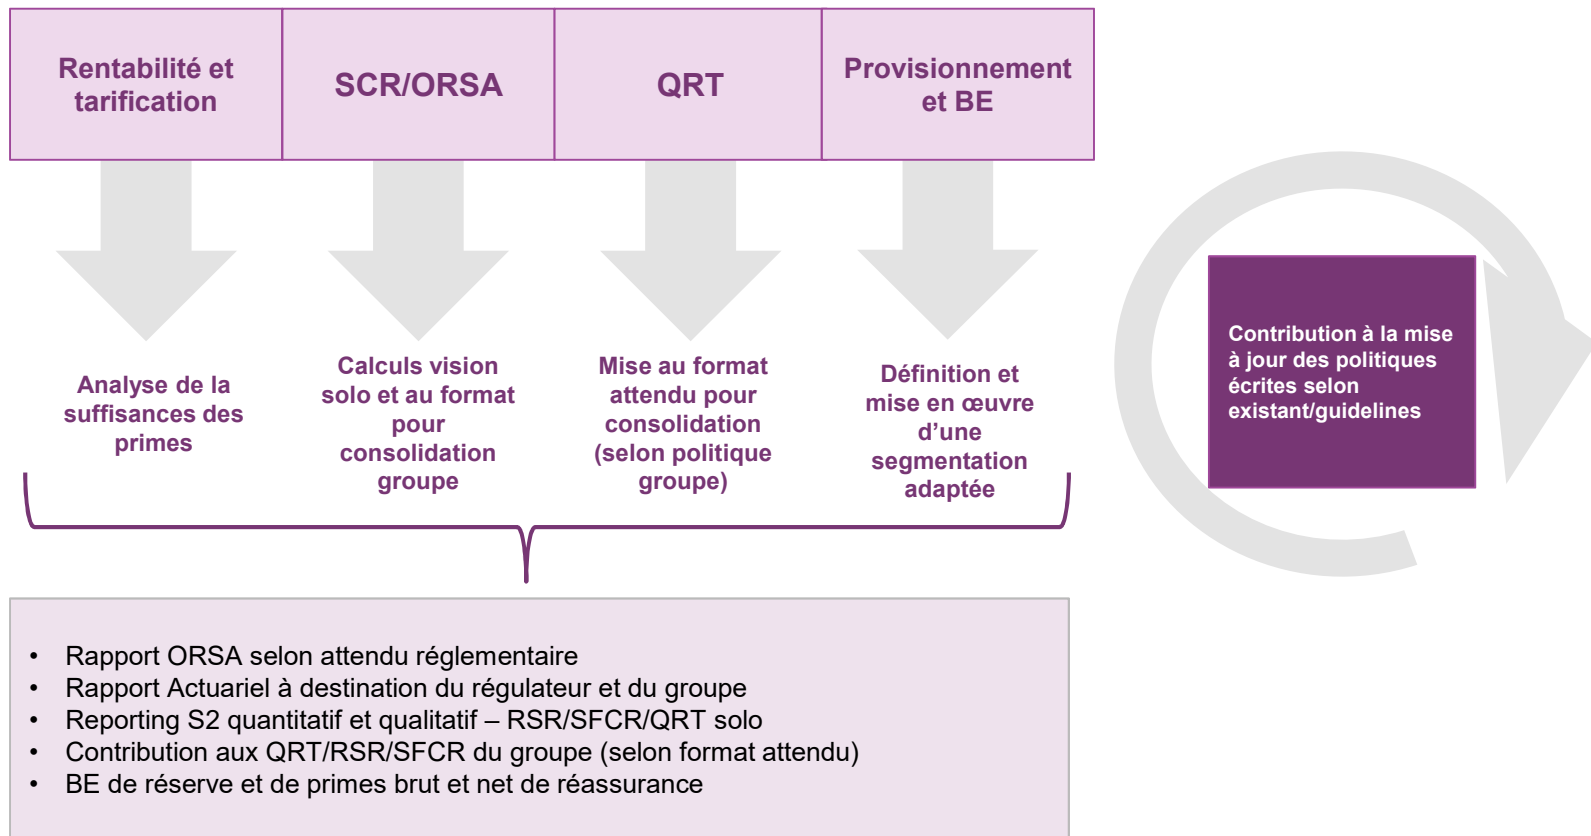 Rentabilité et
tarification
SCR/ORSA
QRT
Provisionnement
et BE
Analyse de la
suffisances des
primes
Calculs vision
solo et au format
pour
consolidation
groupe
Mise au format
attendu pour
consolidation
(selon politique
groupe)
Définition et
mise en œuvre
d’une
segmentation
adaptée
Contribution à la mise
à jour des politiques
écrites selon
existant/guidelines
• Rapport ORSA selon attendu réglementaire
• Rapport Actuariel à destination du régulateur et du groupe
• Reporting S2 quantitatif et qualitatif – RSR/SFCR/QRT solo
• Contribution aux QRT/RSR/SFCR du groupe (selon format attendu)
• BE de réserve et de primes brut et net de réassurance